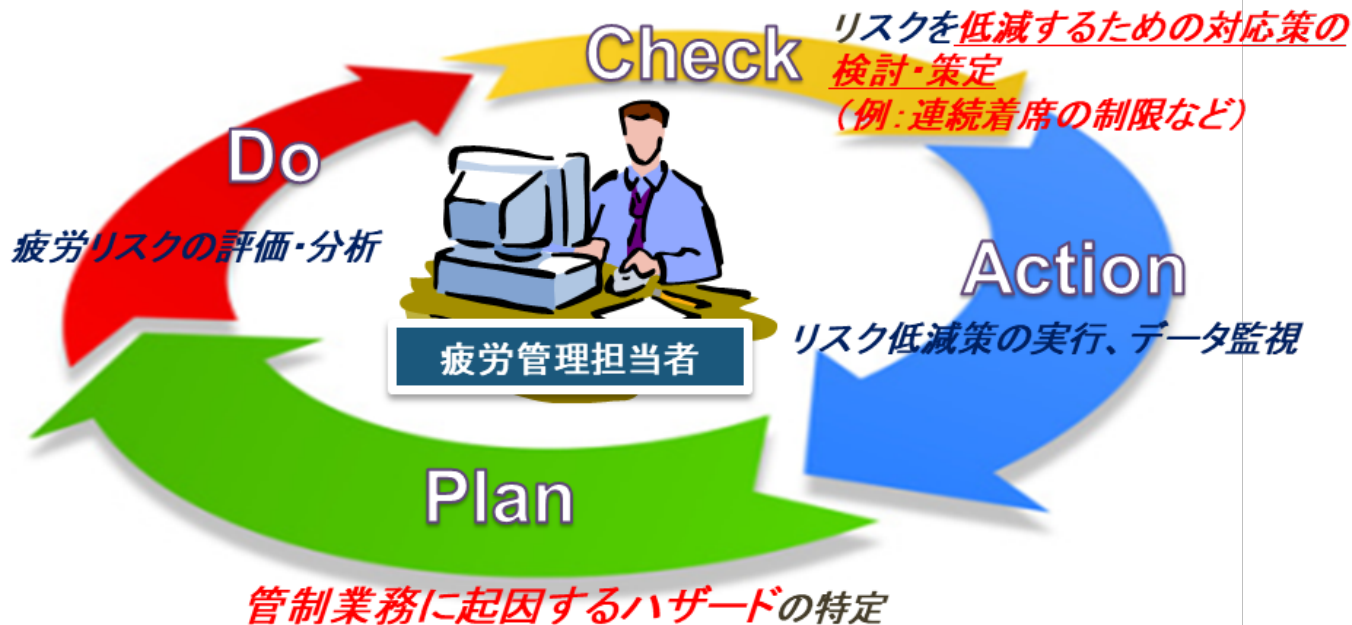 Check
リスクを低減するための対応策の
検討・策定
（例：連続着席の制限など）
Do
疲労リスクの評価・分析
Action
リスク低減策の実行、データ監視
疲労管理担当者
Plan
管制業務に起因するハザードの特定